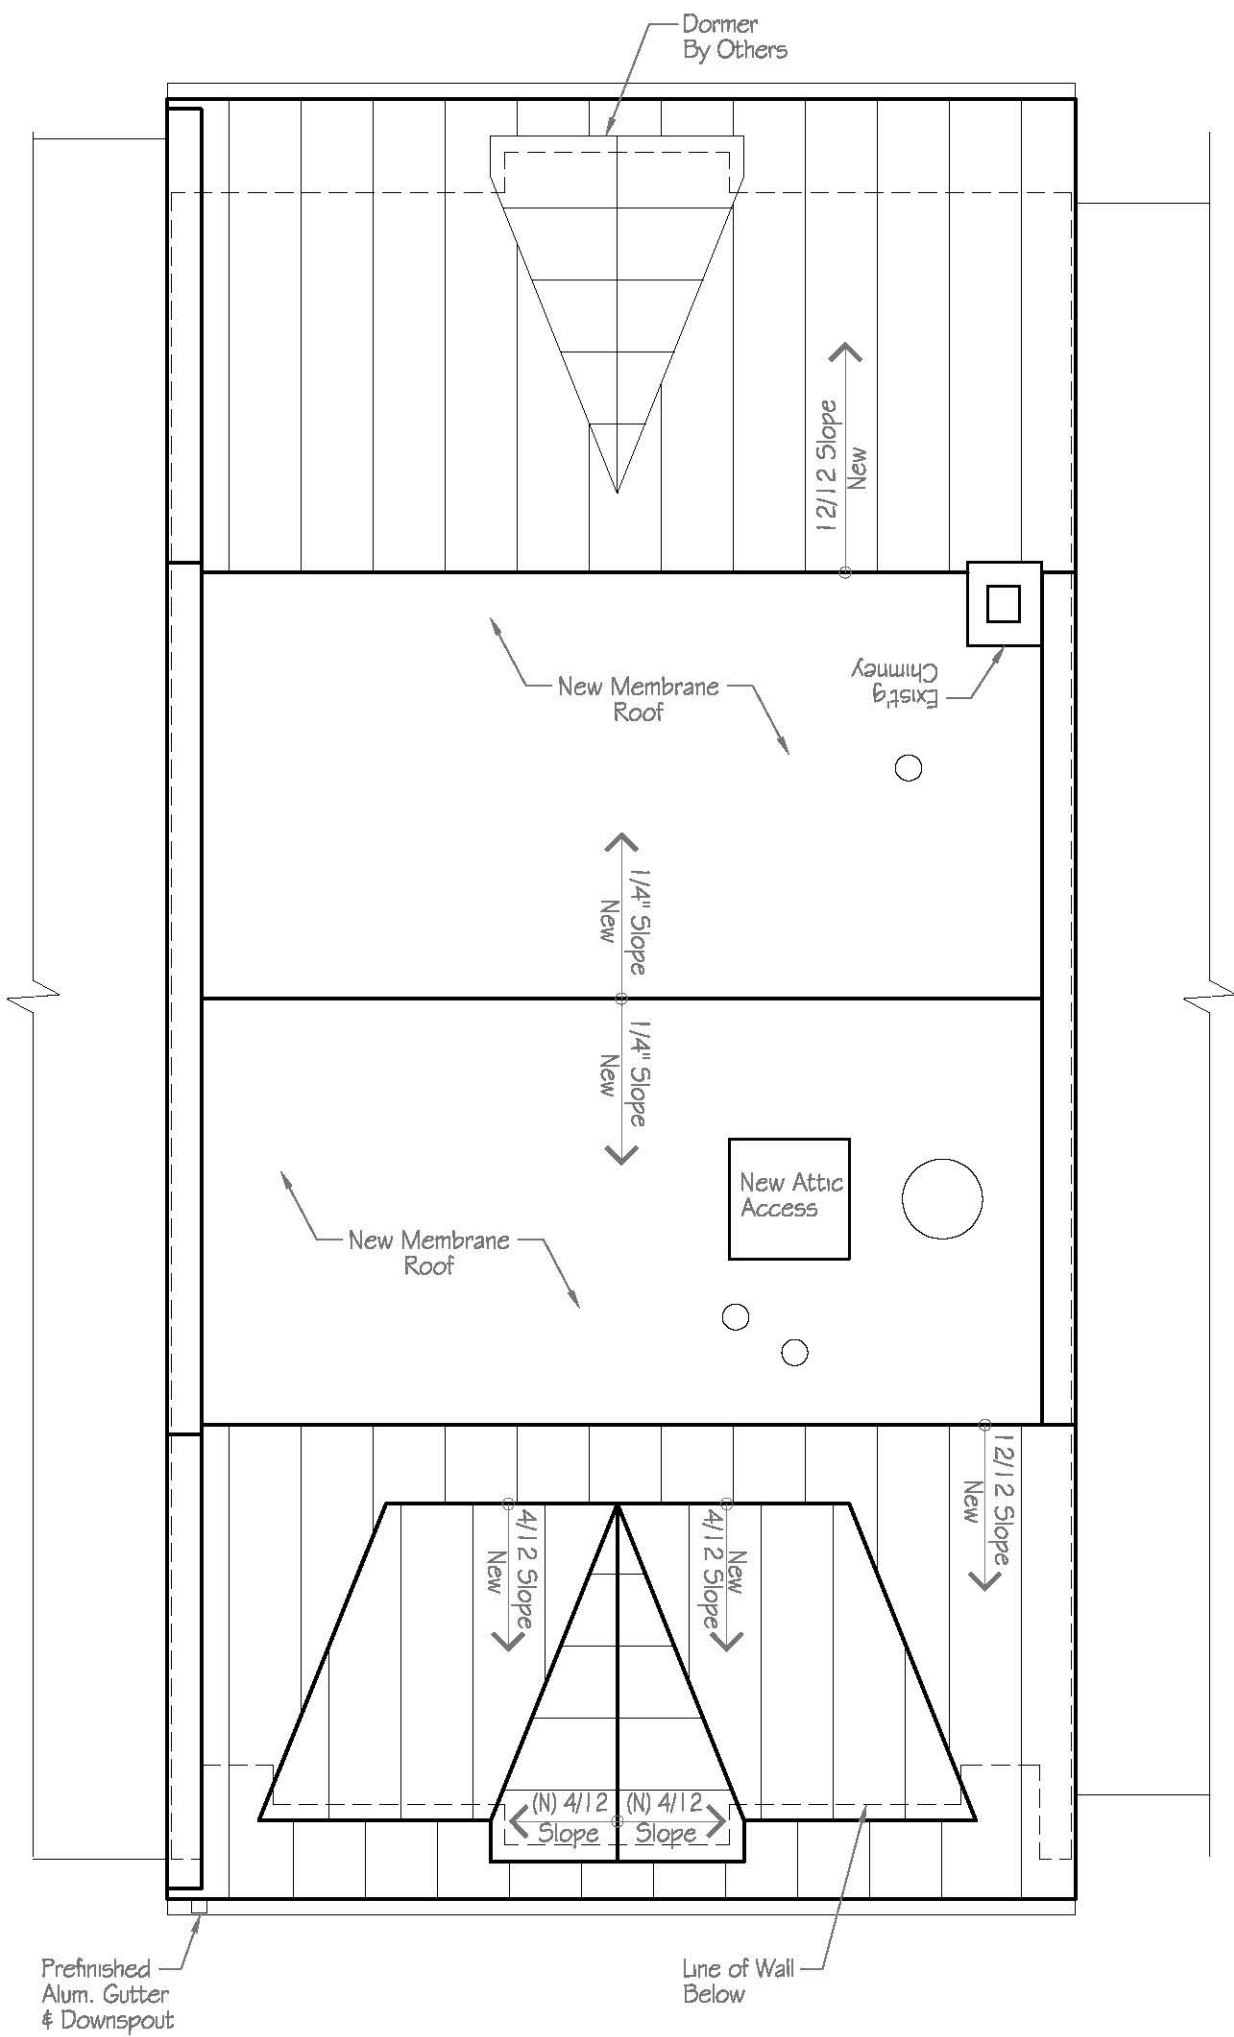 Dormer
By Others
12/12 Slope
New
New Membrane
Roof
Exist'g
Chimney
1/4" Slope
New
1/4" Slope
New
New Attic
Access
New Membrane
Roof
12/12 Slope
New
4/12 Slope
New
New
4/12 Slope
(N) 4/12
Slope
(N) 4/12
Slope
Prefinished
Alum. Gutter
& Downspout
Line of Wall
Below